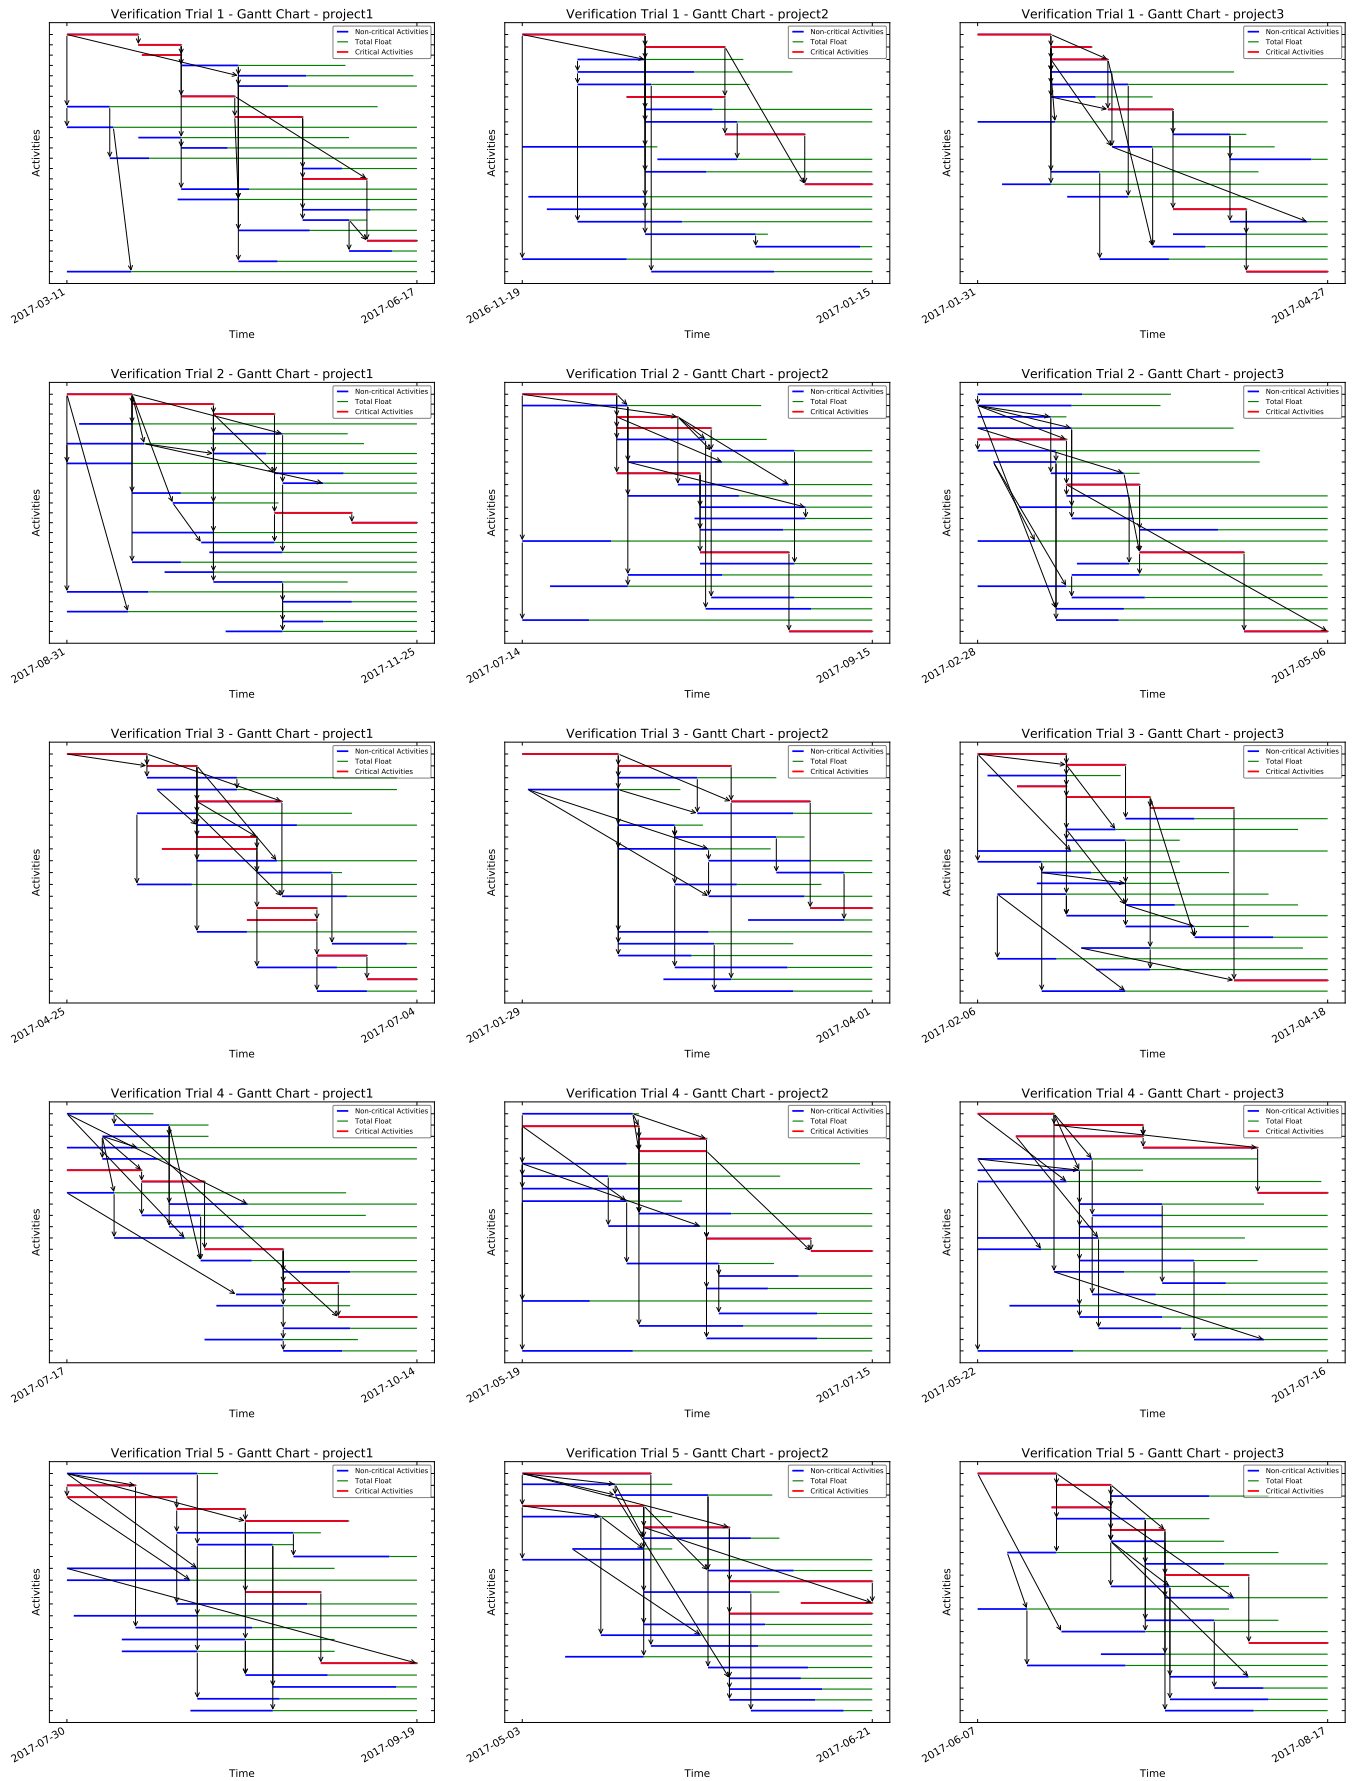 Verification Trial 1 - Gantt Chart - project1
Non-critical Activities
Total Float
Critical Activities
Activities
2017-03-11
2017-06-17
Time
Verification Trial 1 - Gantt Chart - project2
Non-critical Activities
Total Float
Critical Activities
Activities
2016-11-19
2017-01-15
Time
Verification Trial 1 - Gantt Chart - project3
Non-critical Activities
Total Float
Critical Activities
Activities
2017-01-31
2017-04-27
Time
Verification Trial 2 - Gantt Chart - project1
Non-critical Activities
Total Float
Critical Activities
Activities
2017-08-31
2017-11-25
Time
Verification Trial 2 - Gantt Chart - project2
Non-critical Activities
Total Float
Critical Activities
Activities
2017-07-14
2017-09-15
Time
Verification Trial 2 - Gantt Chart - project3
Non-critical Activities
Total Float
Critical Activities
Activities
2017-02-28
2017-05-06
Time
Verification Trial 3 - Gantt Chart - project1
Non-critical Activities
Total Float
Critical Activities
Activities
2017-04-25
2017-07-04
Time
Verification Trial 3 - Gantt Chart - project2
Non-critical Activities
Total Float
Critical Activities
Activities
2017-01-29
2017-04-01
Time
Verification Trial 3 - Gantt Chart - project3
Non-critical Activities
Total Float
Critical Activities
Activities
2017-02-06
2017-04-18
Time
Verification Trial 4 - Gantt Chart - project1
Non-critical Activities
Total Float
Critical Activities
Activities
2017-07-17
2017-10-14
Time
Verification Trial 4 - Gantt Chart - project2
Non-critical Activities
Total Float
Critical Activities
Activities
2017-05-19
2017-07-15
Time
Verification Trial 4 - Gantt Chart - project3
Non-critical Activities
Total Float
Critical Activities
Activities
2017-05-22
2017-07-16
Time
Verification Trial 5 - Gantt Chart - project1
Non-critical Activities
Total Float
Critical Activities
Activities
2017-07-30
2017-09-19
Time
Verification Trial 5 - Gantt Chart - project2
Non-critical Activities
Total Float
Critical Activities
Activities
2017-05-03
2017-06-21
Time
Verification Trial 5 - Gantt Chart - project3
Non-critical Activities
Total Float
Critical Activities
Activities
2017-06-07
2017-08-17
Time